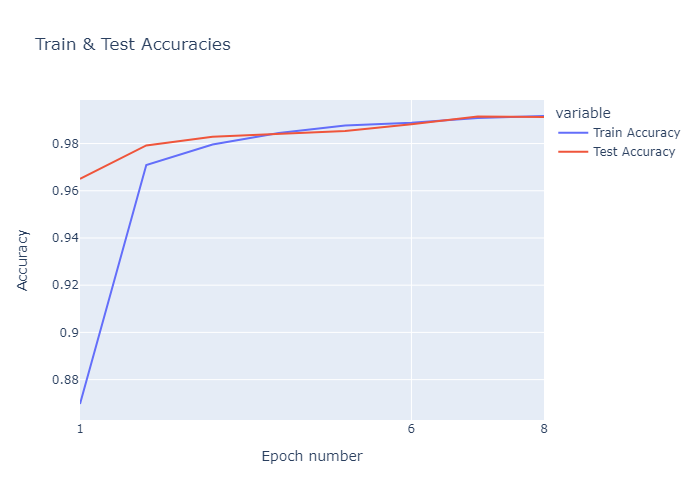 Train & Test Accuracies
variable
Train Accuracy
Test Accuracy
0.98
0.96
0.94
0.92
0.9
0.88
Accuracy
1
6
8
Epoch number